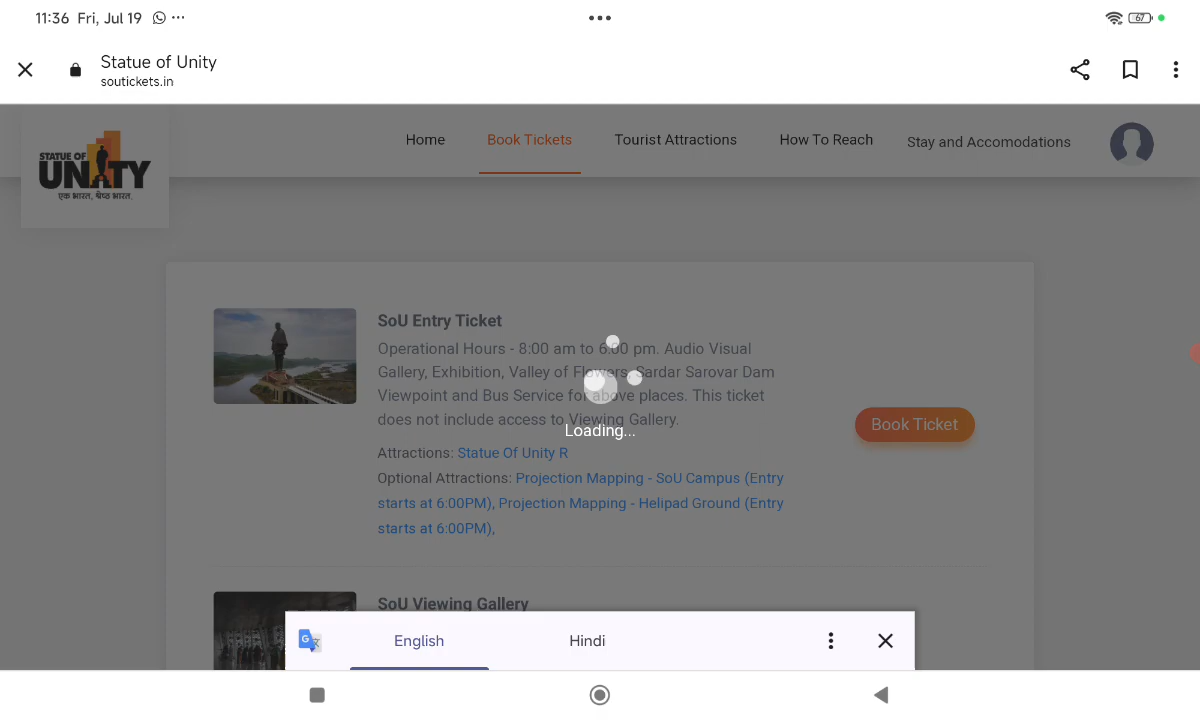 11:36 Fri, Jul 19
67
Statue of Unity
soutickets.in
STATUE OF
UNITY
एक भारत, श्रेष्ठ भारत.
Home
Book Tickets
Tourist Attractions
How To Reach
Stay and Accomodations
SoU Entry Ticket
Operational Hours - 8:00 am to 6:00 pm. Audio Visual
Gallery, Exhibition, Valley of Flowers, Sardar Sarovar Dam
Viewpoint and Bus Service for above places. This ticket
does not include access to Viewing Gallery.
Loading...
Book Ticket
Attractions: Statue Of Unity R
Optional Attractions: Projection Mapping - SoU Campus (Entry
starts at 6:00PM), Projection Mapping - Helipad Ground (Entry
starts at 6:00PM),
SoU Viewing Gallery
G
English
Hindi